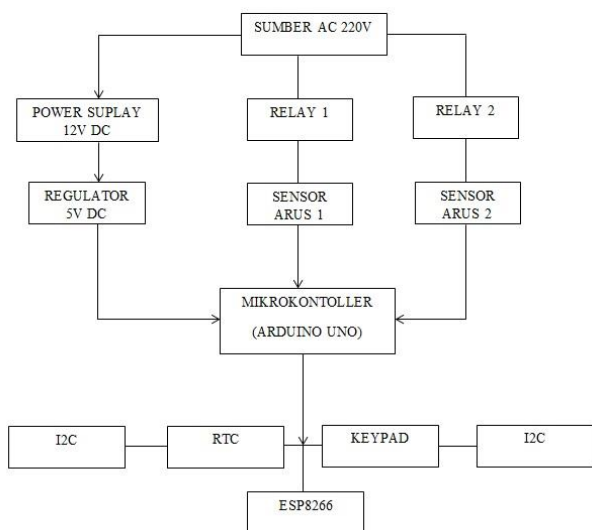 SUMBER AC 220V
POWER SUPLAY
12V DC
RELAY 1
RELAY 2
REGULATOR
5V DC
SENSOR
ARUS 1
SENSOR
ARUS 2
MIKROKONTOLLER
(ARDUINO UNO)
I2C
RTC
KEYPAD
I2C
ESP8266